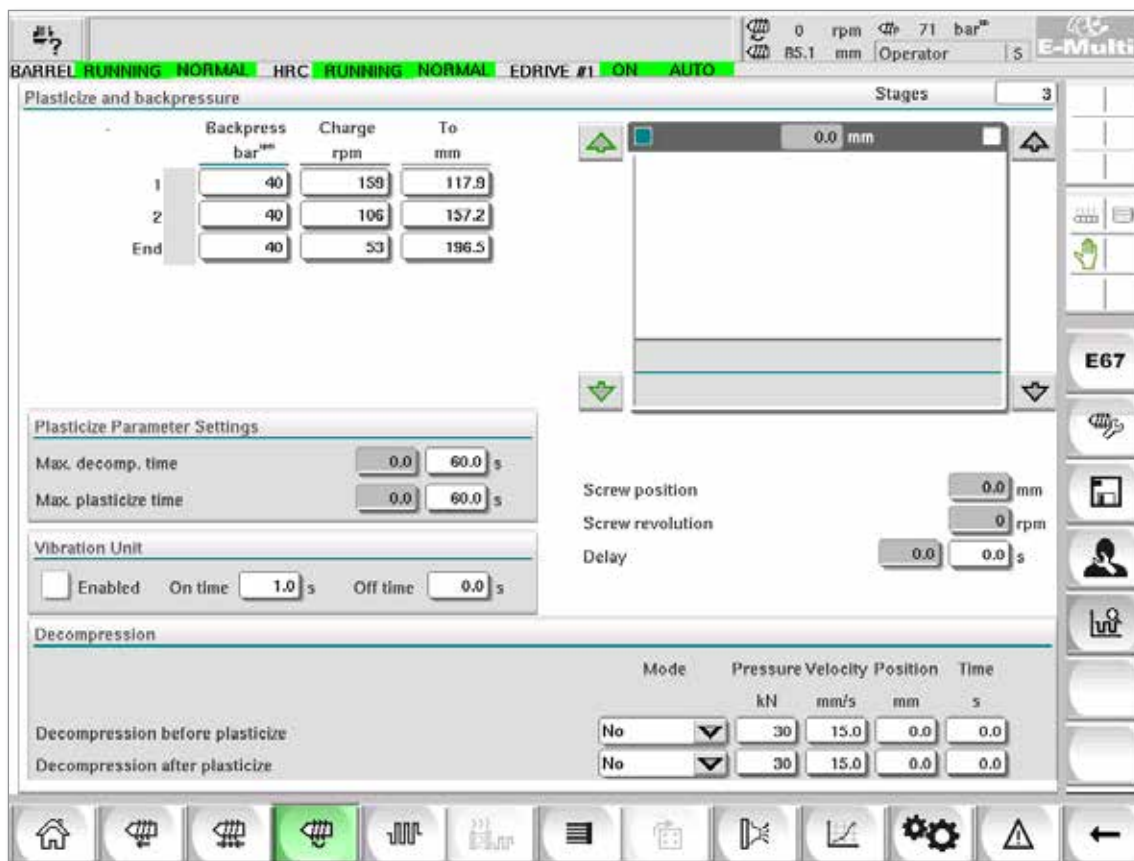 0 rpm 71 bar
85.1 mm Operator S
E-Multi
BARREL RUNNING NORMAL HRC RUNNING NORMAL EDRIVE #1 ON AUTO
Plasticize and backpressure
Stages 3
Backpress Charge To
bar rpm mm
0.0 mm
1 40 159 117.9
2 40 106 157.2
End 40 53 196.5
E67
Plasticize Parameter Settings
Max. decomp. time 0.0 60.0 s
Max. plasticize time 0.0 60.0 s
Screw position 0.0 mm
Screw revolution 0 rpm
Delay 0.0 0.0 s
Vibration Unit
Enabled On time 1.0 s Off time 0.0 s
Decompression
Mode Pressure Velocity Position Time
kN mm/s mm s
Decompression before plasticize No 30 15.0 0.0 0.0
Decompression after plasticize No 30 15.0 0.0 0.0